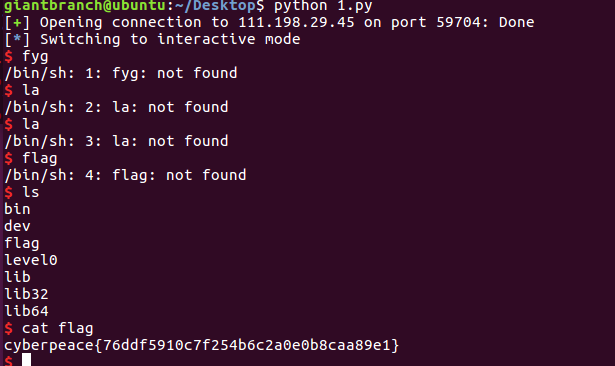 giantbranch@ubuntu:~/Desktop$ python 1.py
[+] Opening connection to 111.198.29.45 on port 59704: Done
[*] Switching to interactive mode
$ fyg
/bin/sh: 1: fyg: not found
$ la
/bin/sh: 2: la: not found
$ la
/bin/sh: 3: la: not found
$ flag
/bin/sh: 4: flag: not found
$ ls
bin
dev
flag
level0
lib
lib32
lib64
$ cat flag
cyberpeace{76ddf5910c7f254b6c2a0e0b8caa89e1}
$